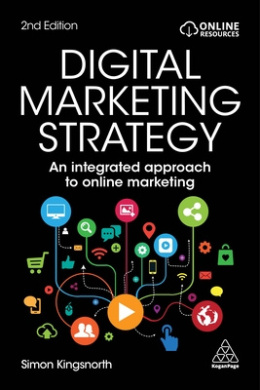 2nd Edition
ONLINE
RESOURCES
DIGITAL
MARKETING
STRATEGY
An integrated approach
to online marketing
Simon Kingsnorth
KoganPage